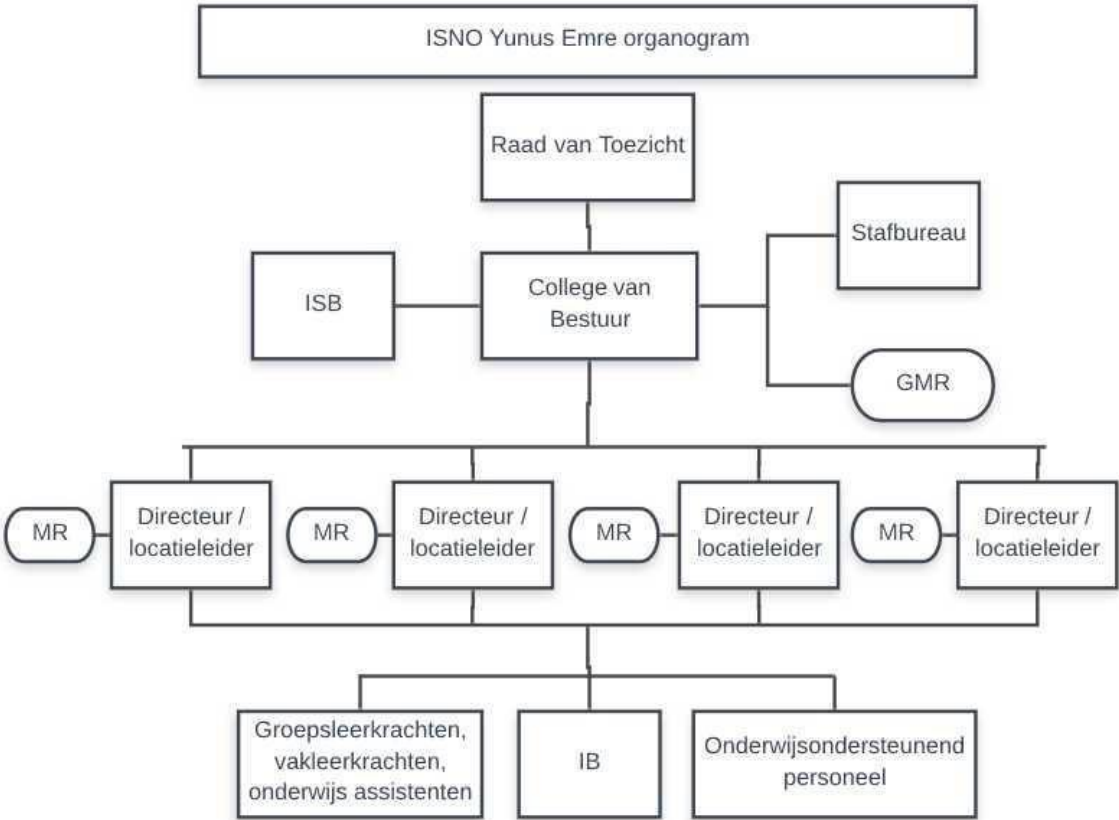 ISNO Yunus Emre organogram
Raad van Toezicht
Stafbureau
ISB
College van
Bestuur
GMR
MR
Directeur /
locatieleider
MR
Directeur /
locatieleider
MR
Directeur /
locatieleider
MR
Directeur /
locatieleider
Groepsleerkrachten,
vakleerkrachten,
onderwijs assistenten
IB
Onderwijsondersteunend
personeel